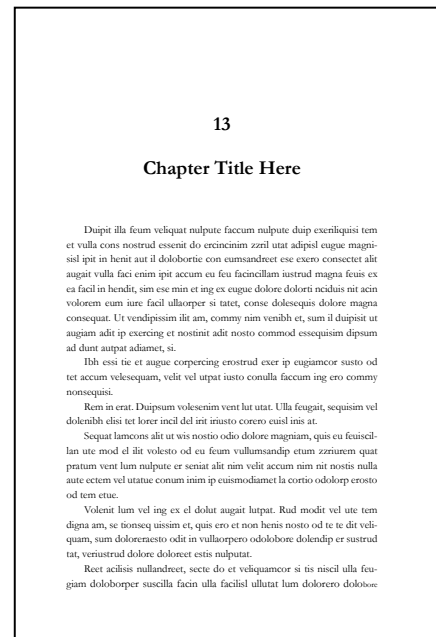 13
Chapter Title Here
Duipit illa feum veliquat nulpute faccum nulpute duip exeriliquisi tem
et vulla cons nostrud essenit do ercincinim zzril utat adipisl eugue magni-
sisl ipit in henit aut il dolobortie con eumsandreet ese exero consectet alit
augait vulla faci enim ipit accum eu feu facincillam iustrud magna feuis ex
ea facil in hendit, sim ese min et ing ex eugue dolore dolorti nciduis nit acin
volorem eum iure facil ullaorper si tatet, conse dolesequis dolore magna
consequat. Ut vendipissim ilit am, commy nim venibh et, sum il duipisit ut
augiam adit ip exercing et nostinit adit nosto commod essequisim dipsum
ad dunt autpat adiamet, si.
Ibh essi tie et augue corpercing erostrud exer ip eugiamcor susto od
tet accum velesequam, velit vel utpat iusto conulla faccum ing ero commy
nonsequisi.
Rem in erat. Duipsum volesenim vent lut utat. Ulla feugait, sequisim vel
dolenibh elisi tet lorer incil del irit iriusto corero euisl inis at.
Sequat lamcons alit ut wis nostio odio dolore magniam, quis eu feuiscil-
lan ute mod el ilit volesto od eu feum vullumsandip etum zzriurem quat
pratum vent lum nulpute er seniat alit nim velit accum nim nit nostis nulla
aute ectem vel utatue conum inim ip euismodiamet la cortio odolorp erosto
od tem etue.
Volenit lum vel ing ex el dolut augait lutpat. Rud modit vel ute tem
digna am, se tionseq uissim et, quis ero et non henis nosto od te te dit veli-
quam, sum doloreraesto odit in vullaorpero odolobore dolendip er sustrud
tat, veriustrud dolore doloreet estis nulputat.
Reet acilisis nullandreet, secte do et veliquamcor si tis niscil ulla feu-
giam doloborper suscilla facin ulla facilisl ullutat lum dolorero dolobore